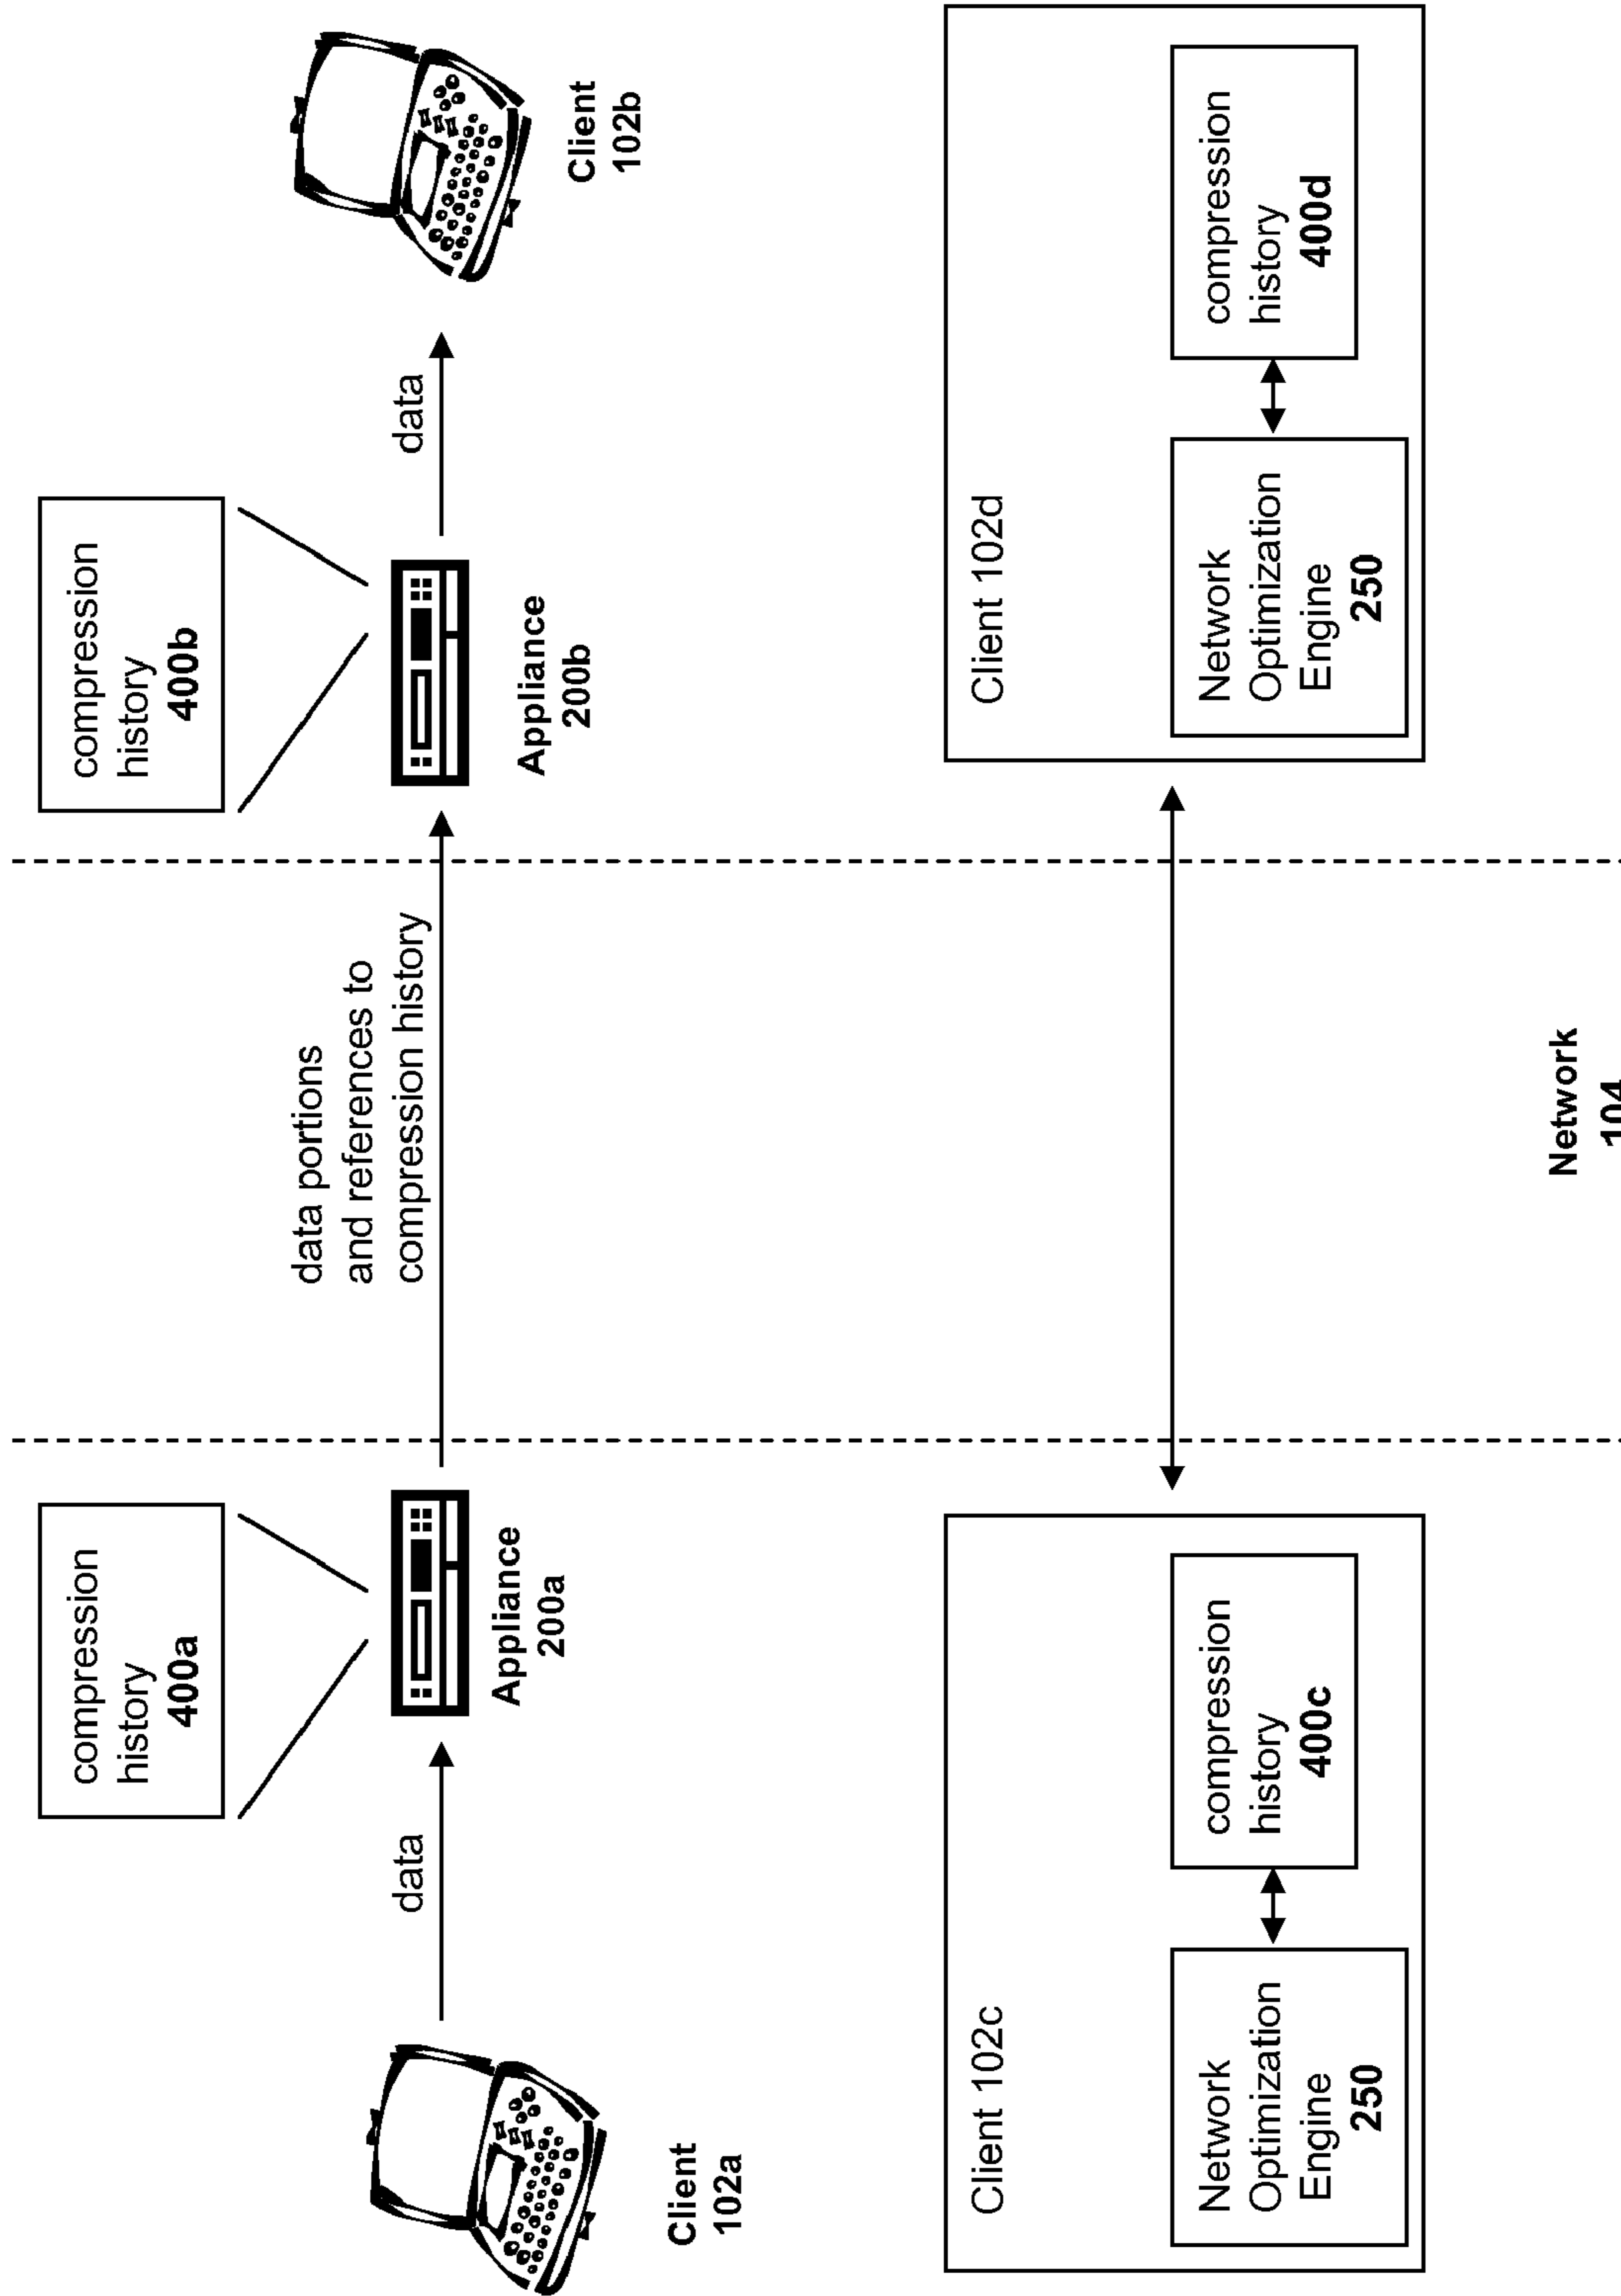 compression
history
400a
compression
history
400b
data portions
and references to
compression history
data
data
Appliance
200a
Appliance
200b
Client
102a
Client
102b
Client 102c
Network
Optimization
Engine
250
compression
history
400c
Client 102d
Network
Optimization
Engine
250
compression
history
400d
Network
104